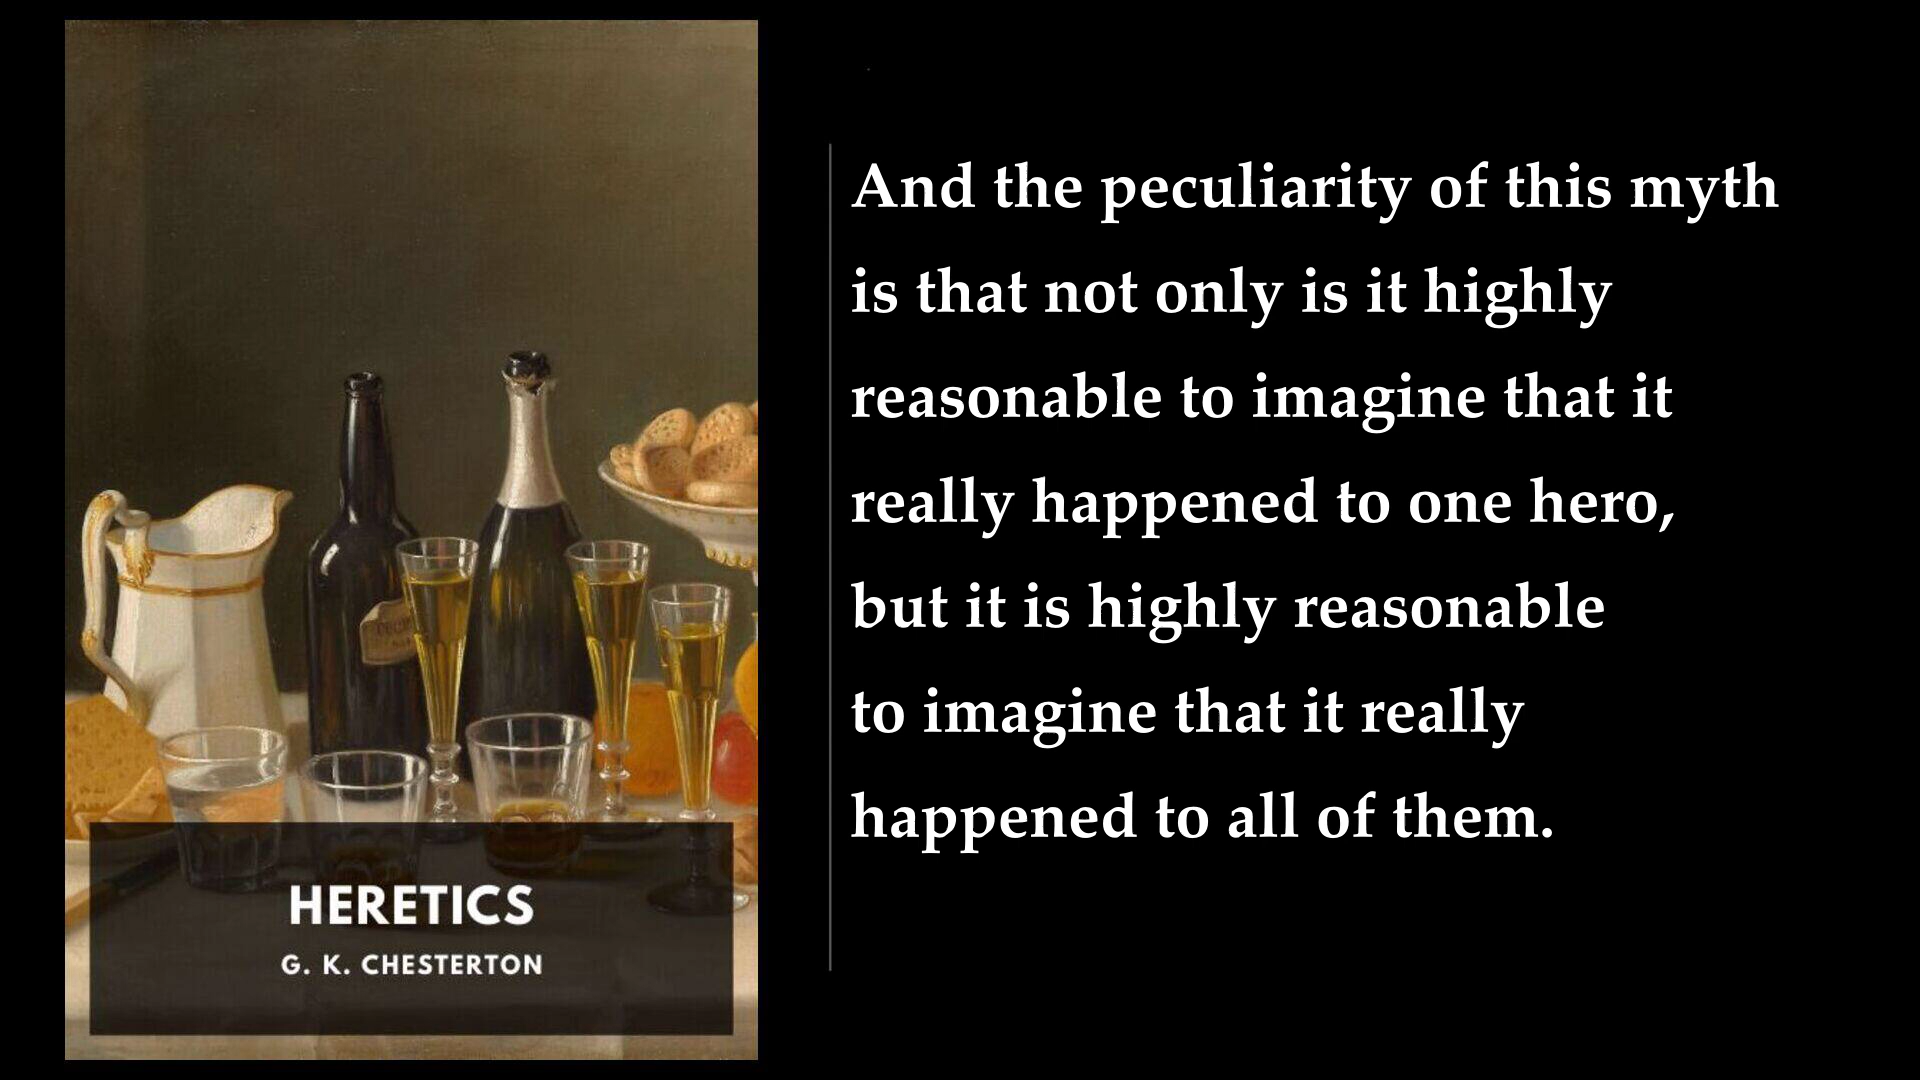 And the peculiarity of this myth
is that not only is it highly
reasonable to imagine that it
really happened to one hero,
but it is highly reasonable
to imagine that it really
happened to all of them.
HERETICS
G. K. CHESTERTON